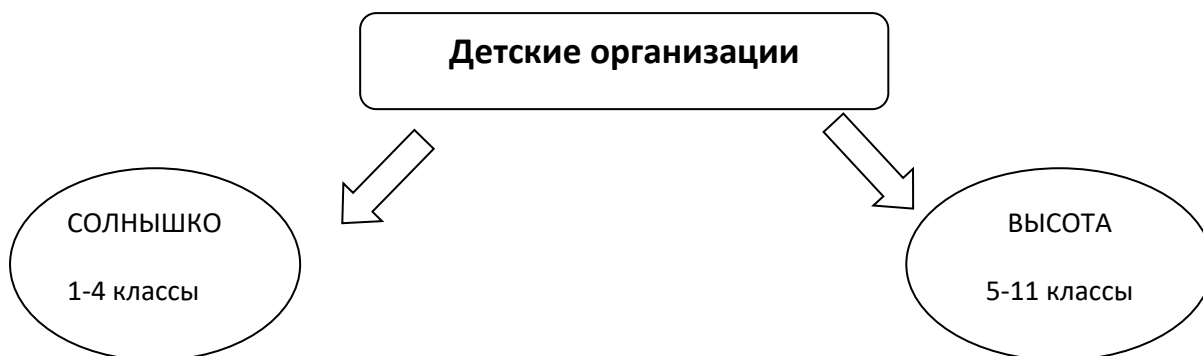 Детские организации
СОЛНЫШКО
1-4 классы
ВЫСОТА
5-11 классы